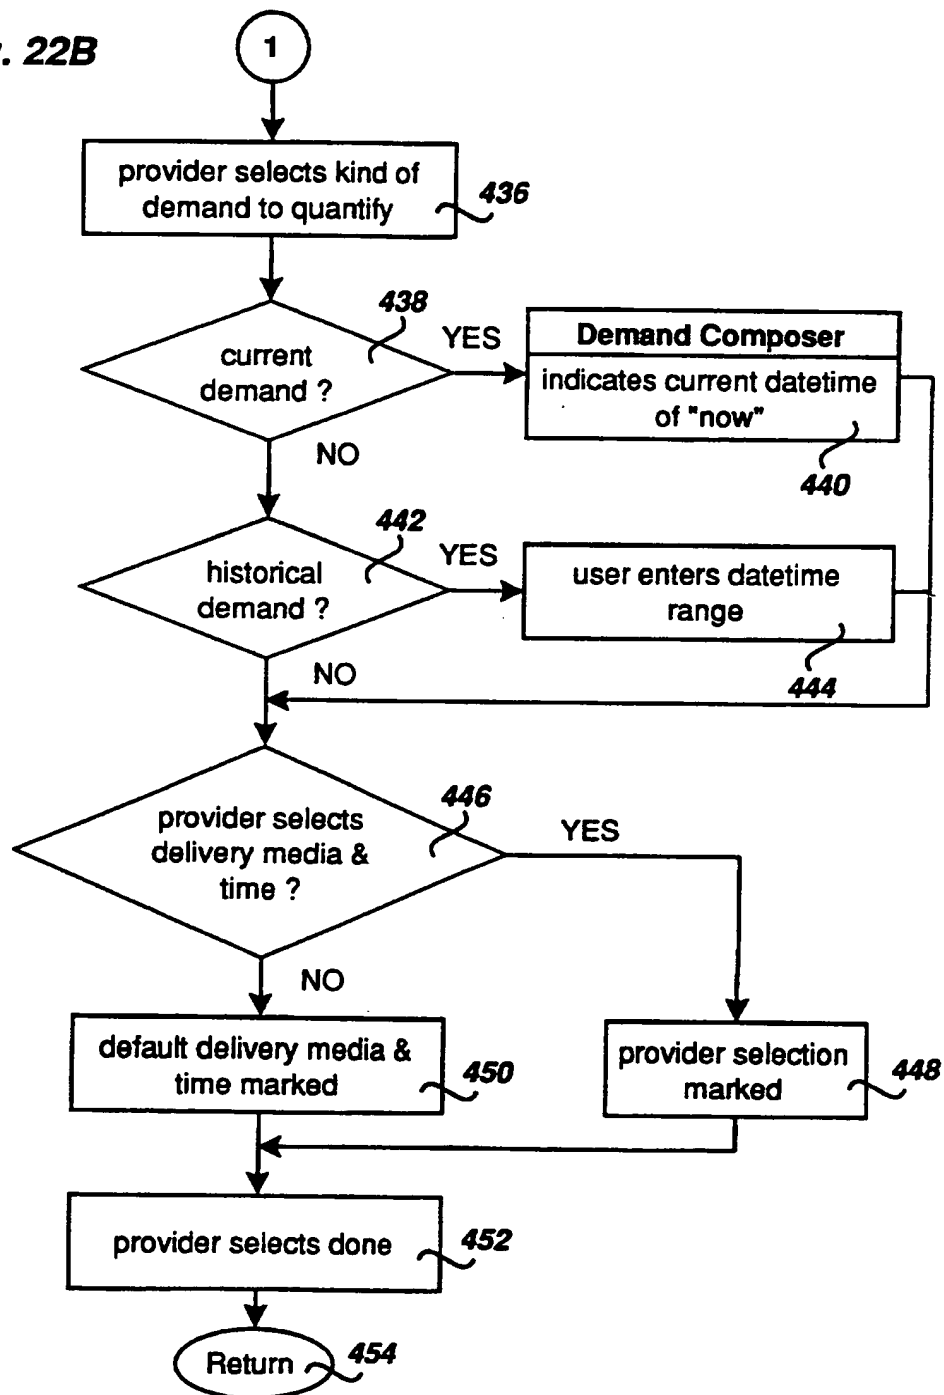 . 22B
1
provider selects kind of
demand to quantify
436
438
current
demand ?
YES
Demand Composer
indicates current datetime
of "now"
440
NO
442
historical
demand ?
YES
user enters datetime
range
444
NO
446
provider selects
delivery media &
time ?
YES
NO
default delivery media &
time marked
450
provider selection
marked
448
provider selects done
452
Return
454